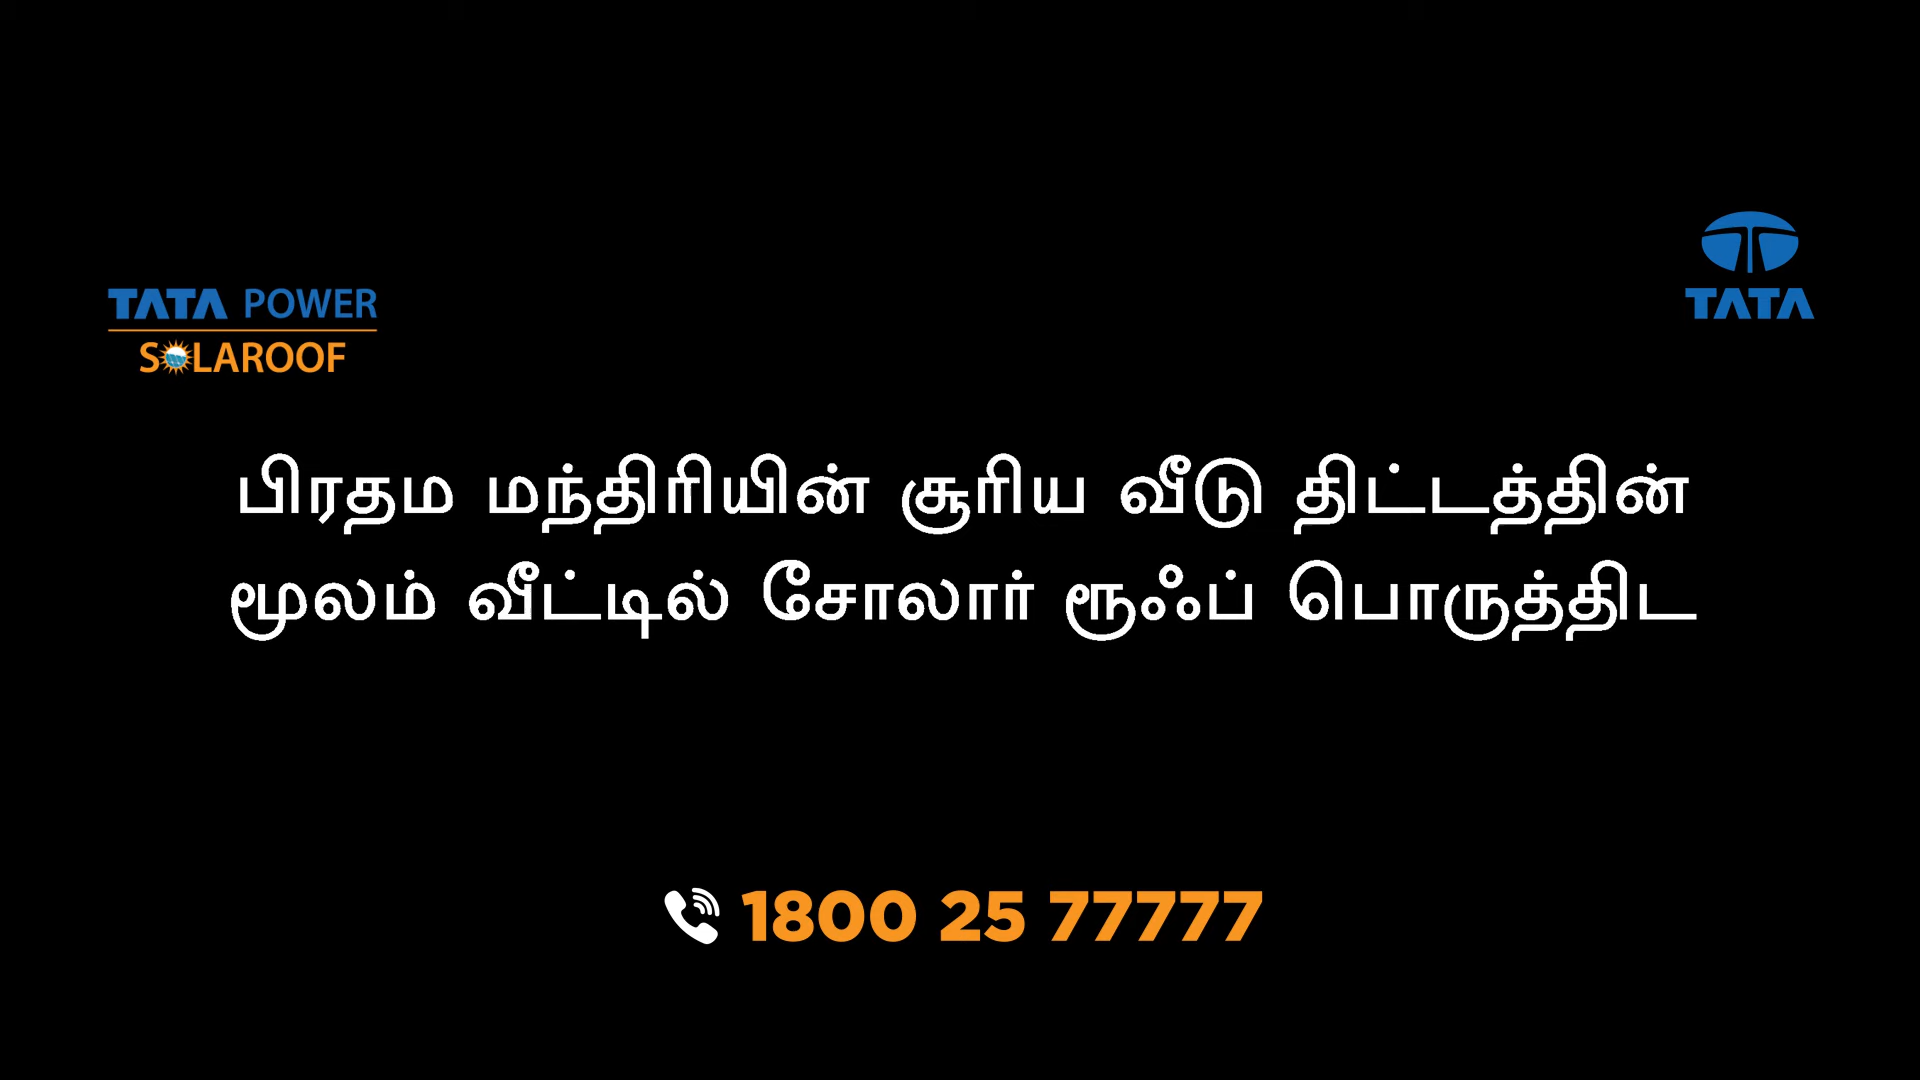 TATA POWER
SOLAROOF
TATA
பிரதம மந்திரியின் சூரிய வீடு திட்டத்தின்
மூலம் வீட்டில் சோலார் ரூஃப் பொருத்திட
1800 25 77777